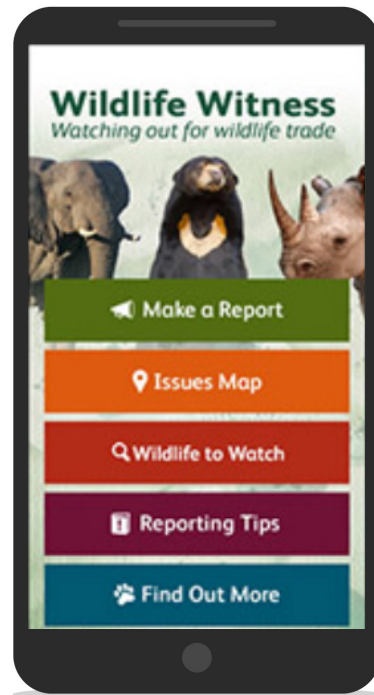 Wildlife Witness
Watching out for wildlife trade
Make a Report
Issues Map
Wildlife to Watch
Reporting Tips
Find Out More